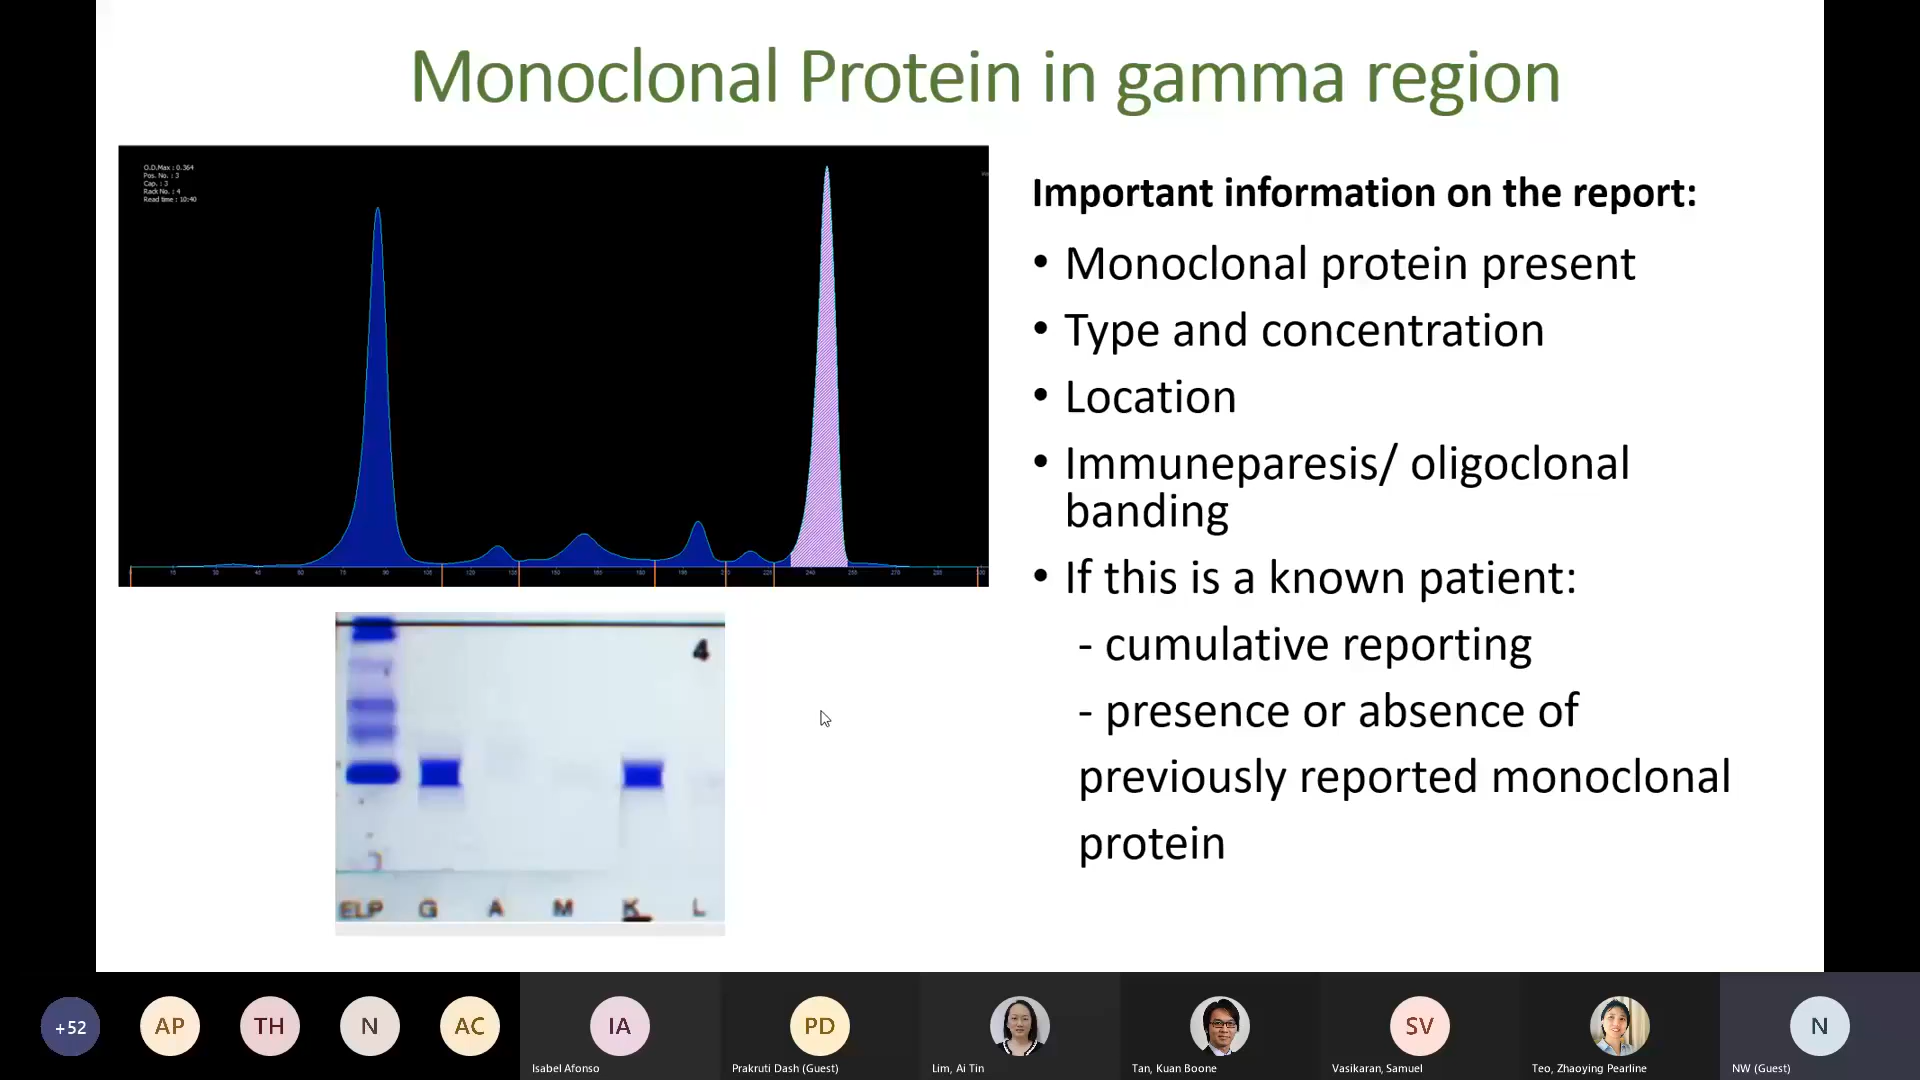 Monoclonal Protein in gamma region
O.D.Max : 0.364
Pos. No. : 3
Cap. : 3
Rack No. : 4
Read time : 10:40
Important information on the report:
• Monoclonal protein present
• Type and concentration
• Location
• Immuneparesis/ oligoclonal
banding
• If this is a known patient:
- cumulative reporting
- presence or absence of
previously reported monoclonal
protein
4
ELP G A M K L
+52 AP TH N AC IA PD SV N
Isabel Afonso Prakruti Dash (Guest) Lim, Ai Tin Tan, Kuan Boone Vasikaran, Samuel Teo, Zhaoying Pearline NW (Guest)